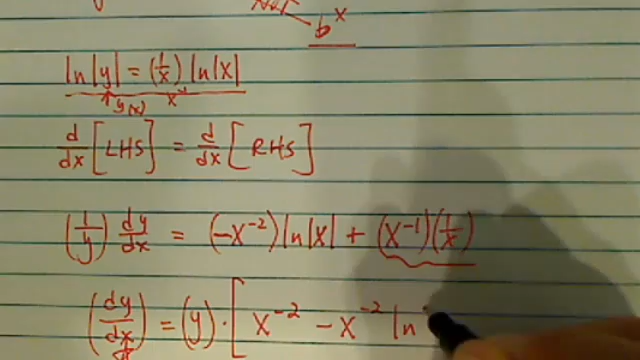 b^x
ln|y| = (1/x) ln|x|
y(x) x^-1
d/dx [LHS] = d/dx [RHS]
(1/y) dy/dx = (-x^-2) ln|x| + (x^-1)(1/x)
(dy/dx) = (y) · [ x^-2 - x^-2 ln